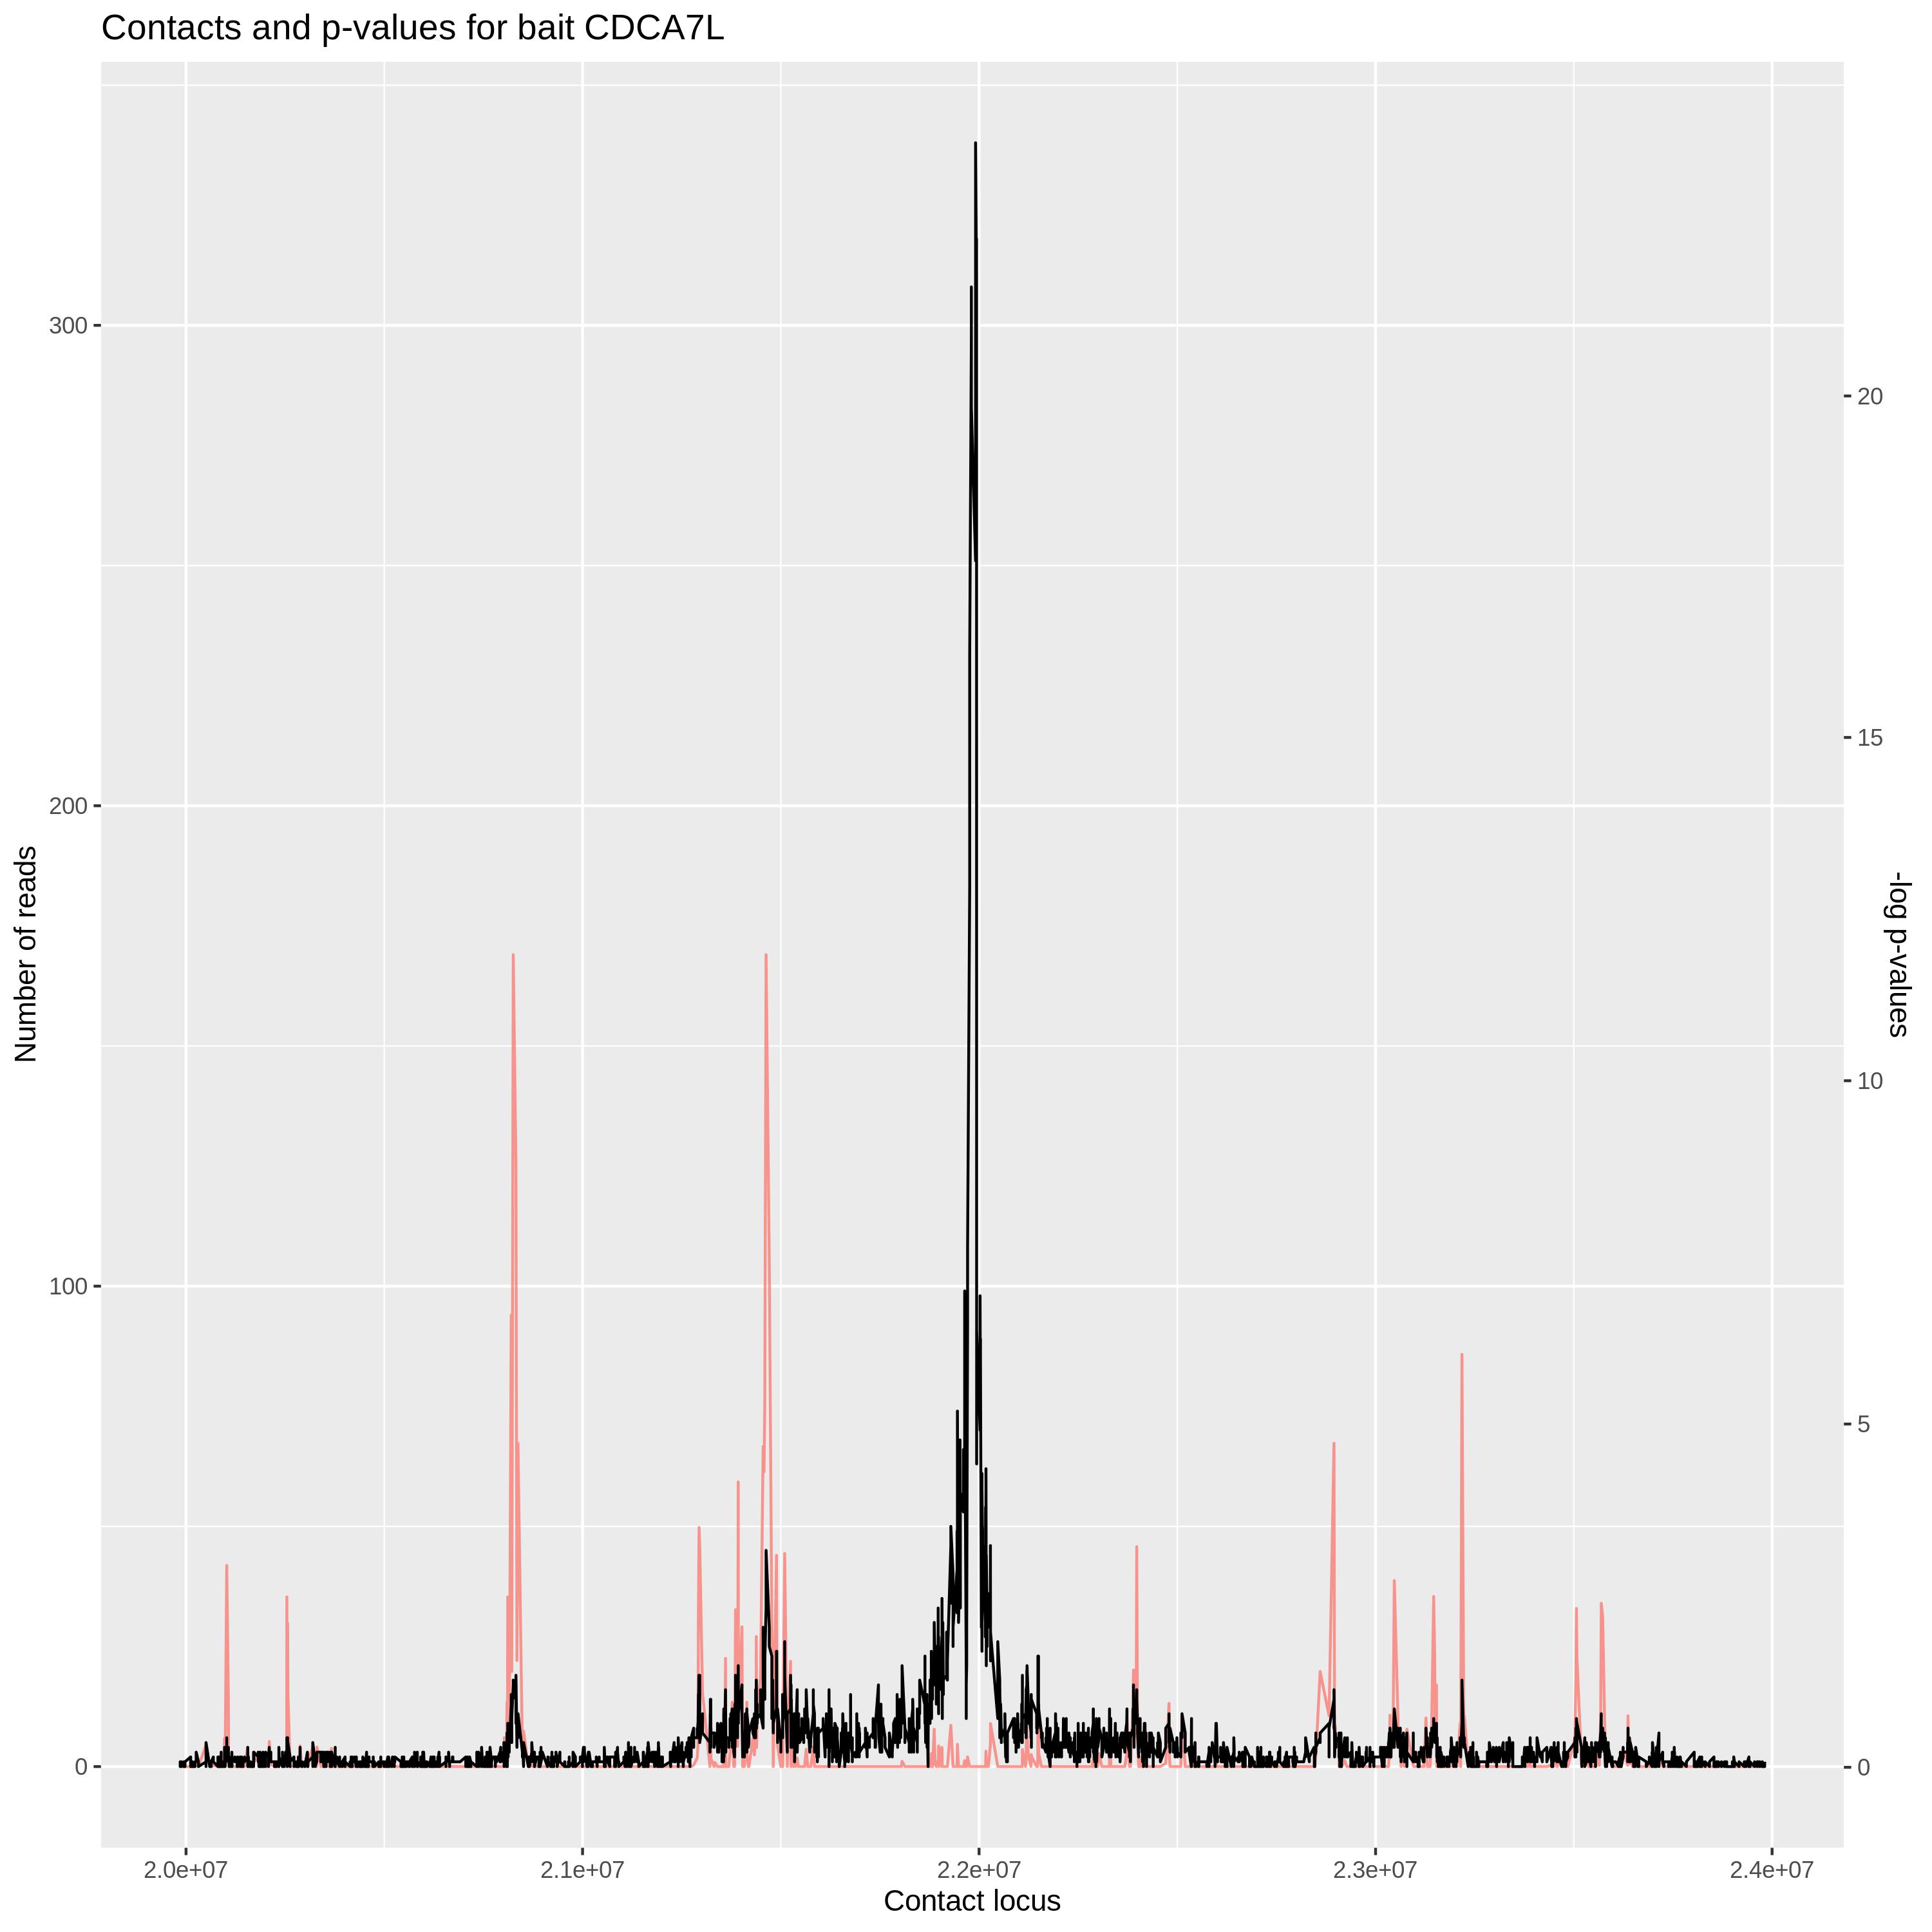 Contacts and p-values for bait CDCA7L
Number of reads
300
200
100
0
20
15
10
5
0
-log p-values
2.0e+07
2.1e+07
2.2e+07
2.3e+07
2.4e+07
Contact locus